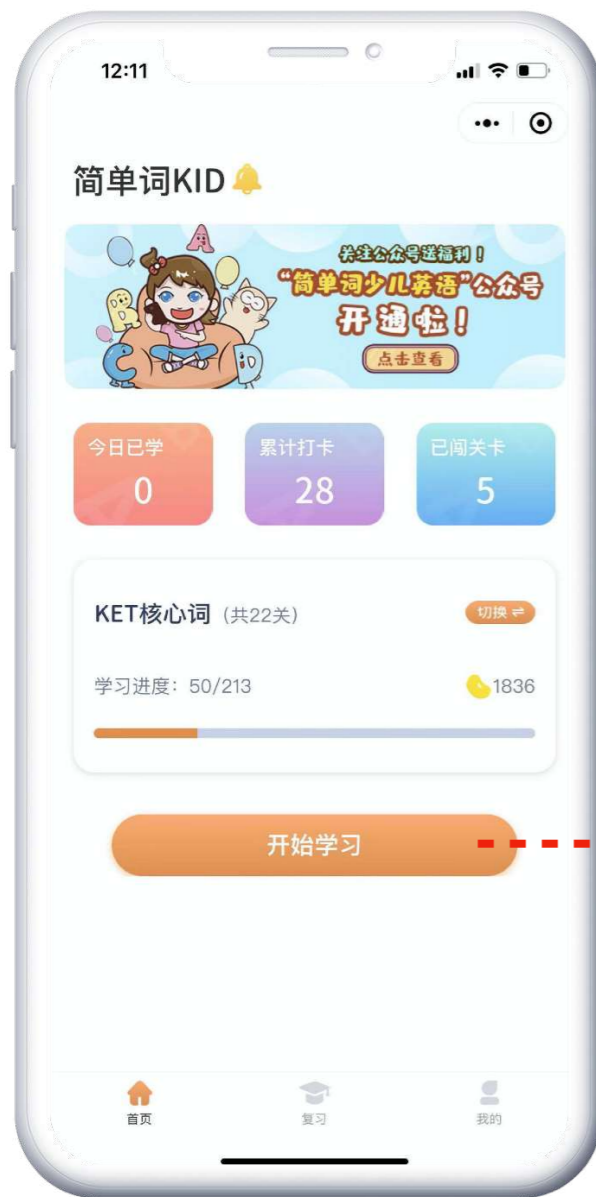 12:11
简单词KID
A
B
C
D
关注公众号送福利！
“简单词少儿英语”公众号
开通啦！
点击查看
今日已学
0
累计打卡
28
已闯关卡
5
KET核心词（共22关）
切换
学习进度：50/213
1836
开始学习
首页
复习
我的